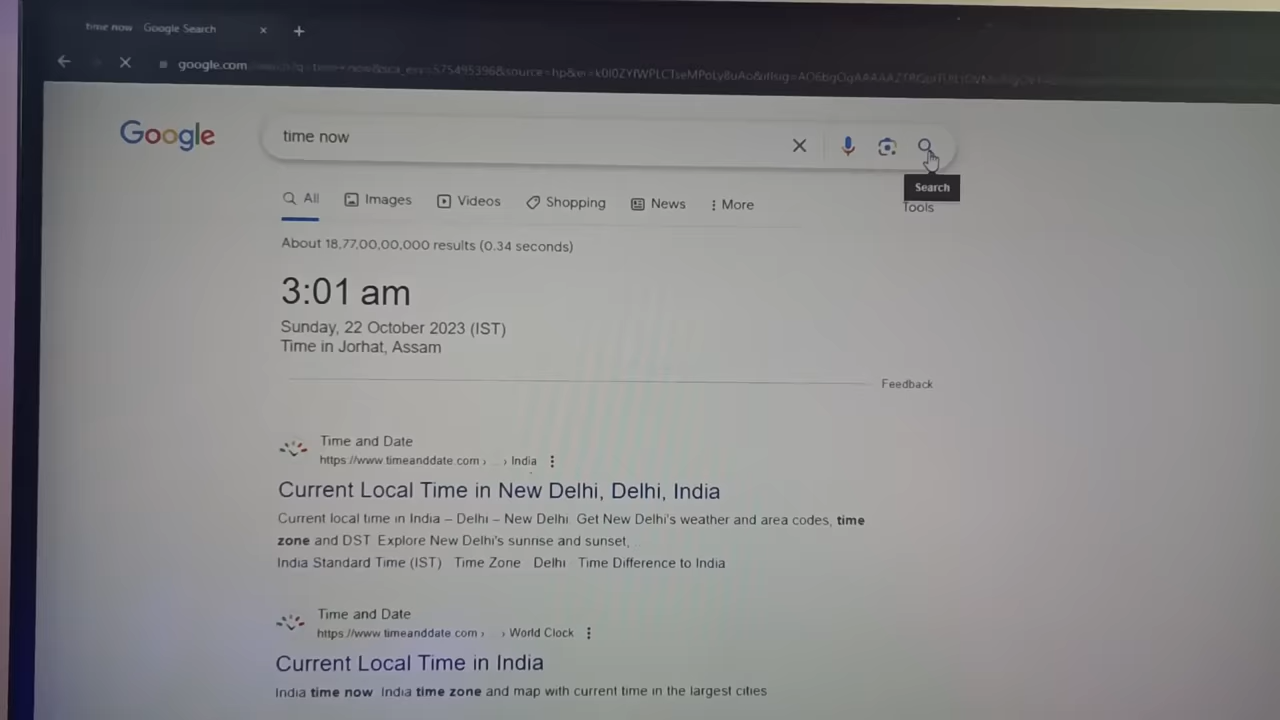 time now Google Search
google.com
Google
time now
Search
All Images Videos Shopping News More
Tools
About 18,77,00,00,000 results (0.34 seconds)
3:01 am
Sunday, 22 October 2023 (IST)
Time in Jorhat, Assam
Feedback
Time and Date
https://www.timeanddate.com › ... › India
Current Local Time in New Delhi, Delhi, India
Current local time in India – Delhi – New Delhi Get New Delhi's weather and area codes, time
zone and DST Explore New Delhi's sunrise and sunset,
India Standard Time (IST) Time Zone Delhi Time Difference to India
Time and Date
https://www.timeanddate com › ... › World Clock
Current Local Time in India
India time now India time zone and map with current time in the largest cities